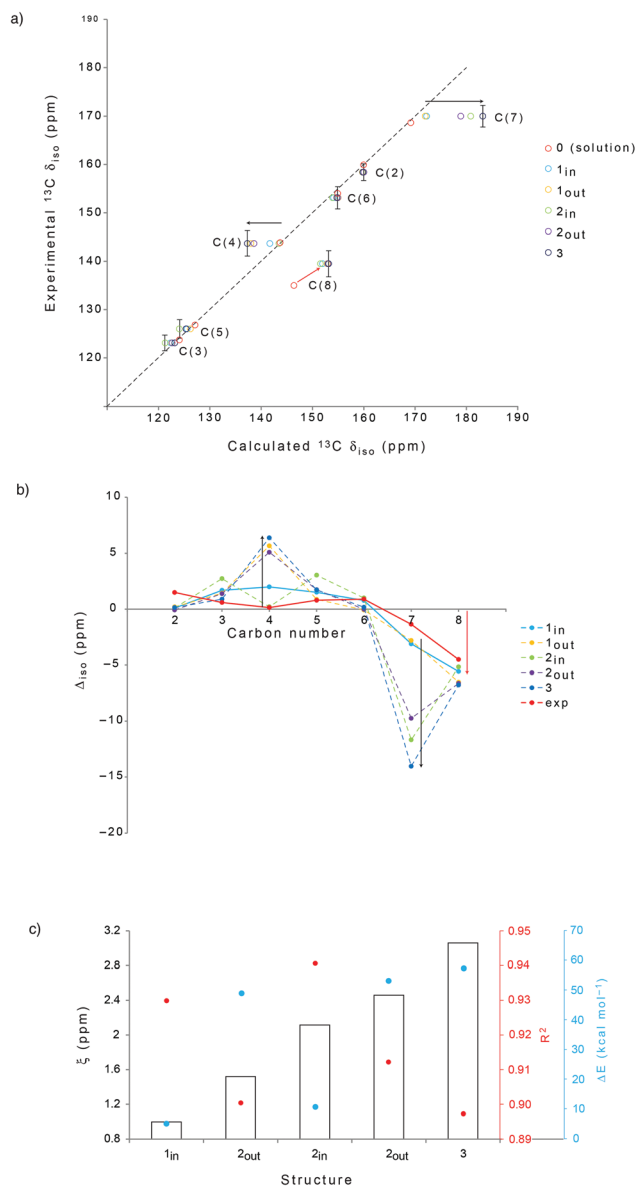 a)
190
180
170
160
150
140
130
120
Experimental ¹³C δiso (ppm)
120 130 140 150 160 170 180 190
Calculated ¹³C δiso (ppm)
C(7)
C(2)
C(6)
C(4)
C(8)
C(5)
C(3)
0 (solution)
1in
1out
2in
2out
3
b)
10
5
0
−5
−10
−15
−20
Δiso (ppm)
2 3 4 5 6 7 8
Carbon number
1in
1out
2in
2out
3
exp
c)
3.2
2.8
2.4
2
1.6
1.2
0.8
ξ (ppm)
0.95
0.94
0.93
0.92
0.91
0.90
0.89
R²
70
60
50
40
30
20
10
0
ΔE (kcal mol⁻¹)
1in 2out 2in 2out 3
Structure